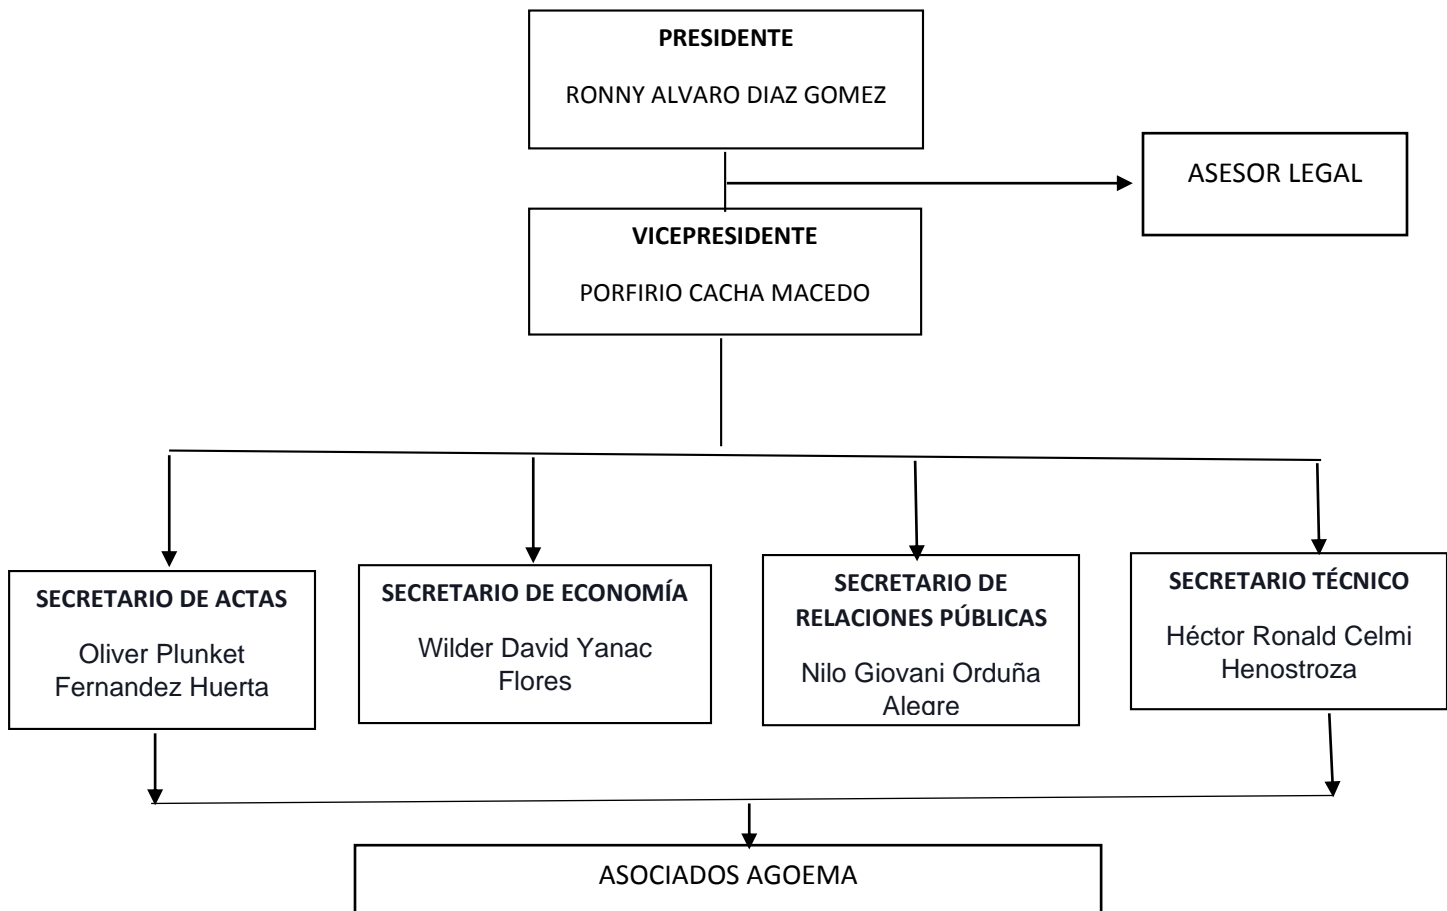 PRESIDENTE
RONNY ALVARO DIAZ GOMEZ
ASESOR LEGAL
VICEPRESIDENTE
PORFIRIO CACHA MACEDO
SECRETARIO DE ACTAS
Oliver Plunket
Fernandez Huerta
SECRETARIO DE ECONOMÍA
Wilder David Yanac
Flores
SECRETARIO DE
RELACIONES PÚBLICAS
Nilo Giovani Orduña
Alegre
SECRETARIO TÉCNICO
Héctor Ronald Celmi
Henostroza
ASOCIADOS AGOEMA